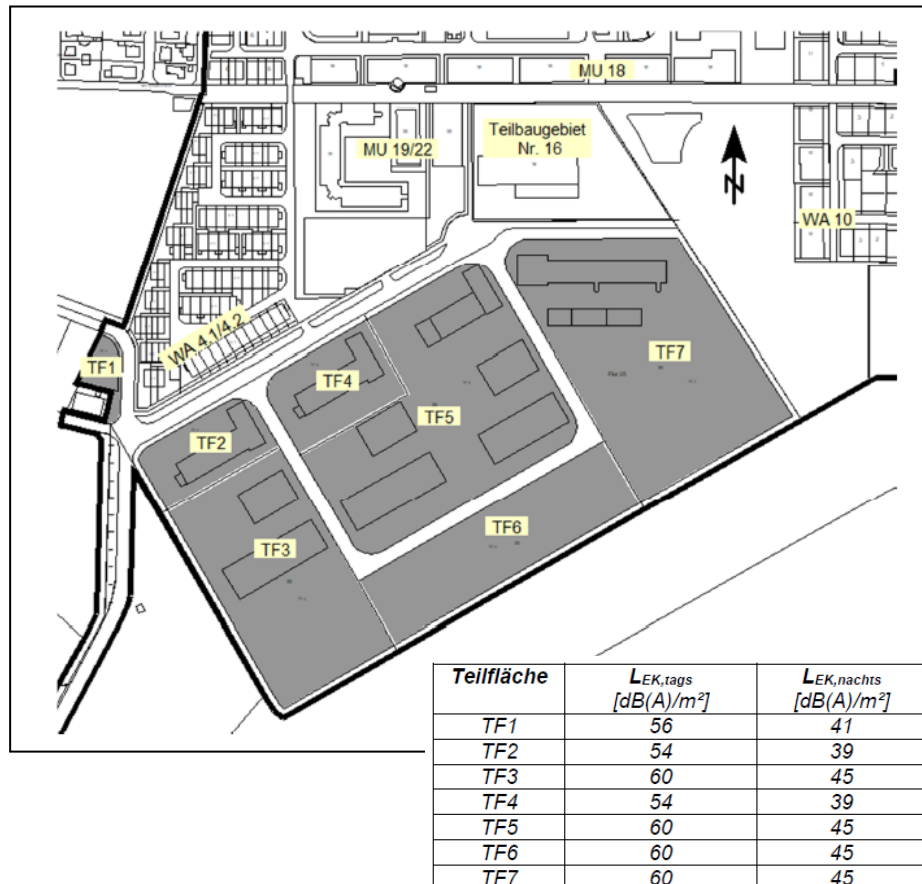 MU 18
Teilbaugebiet
Nr. 16
MU 19/22
N
WA 10
WA 4.1/4.2
TF1
TF7
TF4
TF5
TF2
TF6
TF3
Teilfläche LEK,tags LEK,nachts
[dB(A)/m²] [dB(A)/m²]
TF1 56 41
TF2 54 39
TF3 60 45
TF4 54 39
TF5 60 45
TF6 60 45
TF7 60 45